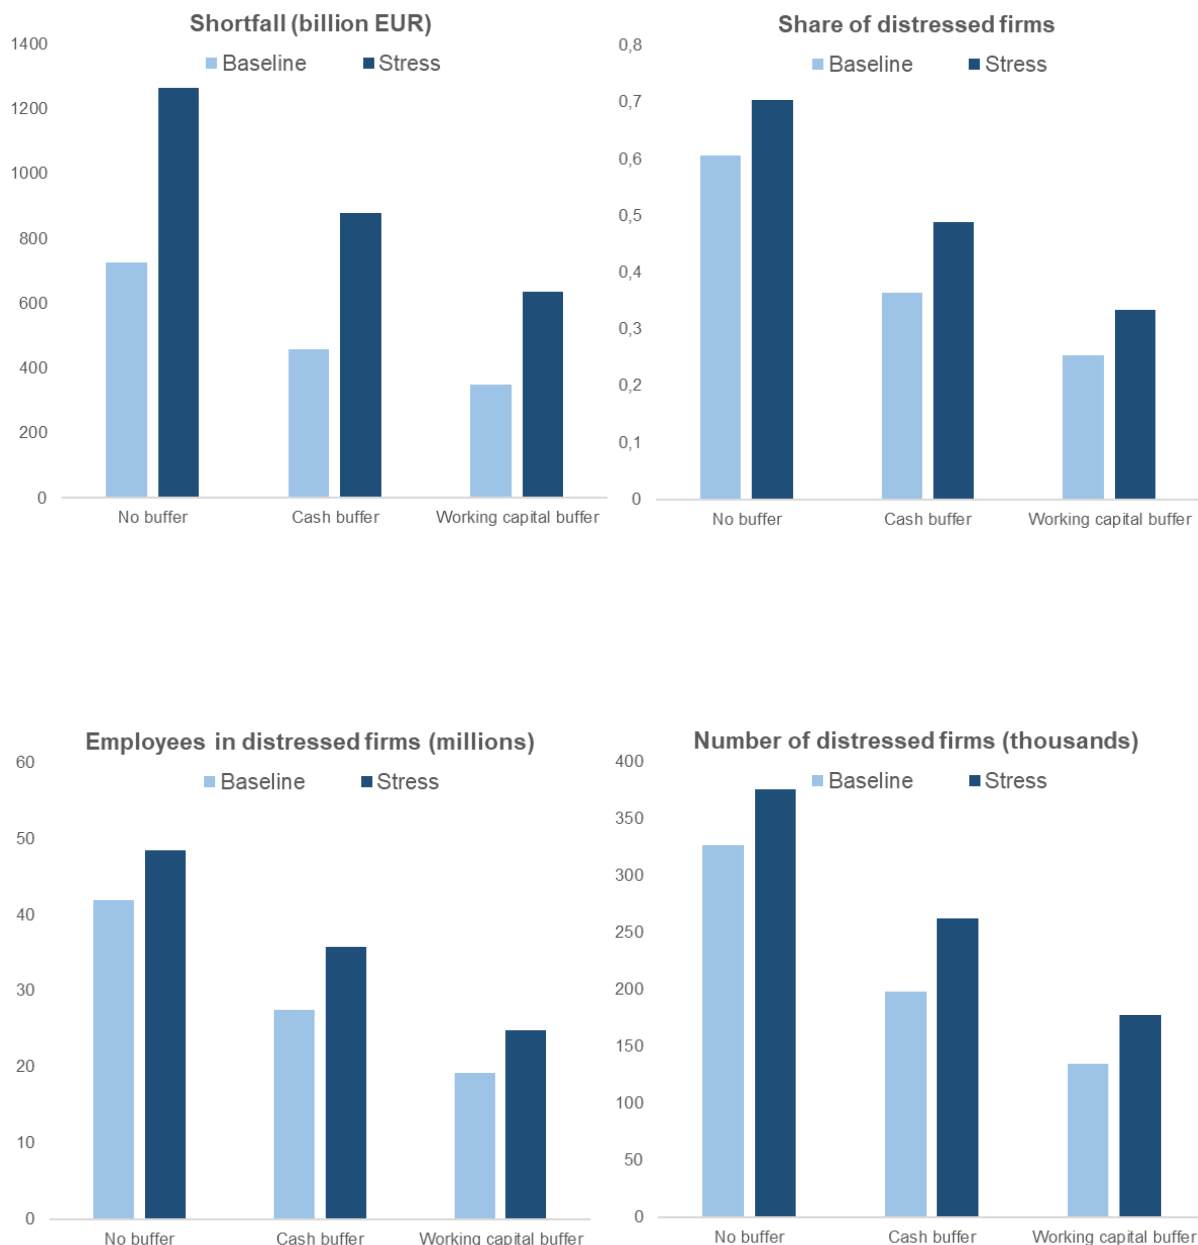 Shortfall (billion EUR)
Baseline Stress
1400
1200
1000
800
600
400
200
0
No buffer Cash buffer Working capital buffer
Share of distressed firms
Baseline Stress
0,8
0,7
0,6
0,5
0,4
0,3
0,2
0,1
0
No buffer Cash buffer Working capital buffer
Employees in distressed firms (millions)
Baseline Stress
60
50
40
30
20
10
0
No buffer Cash buffer Working capital buffer
Number of distressed firms (thousands)
Baseline Stress
400
350
300
250
200
150
100
50
0
No buffer Cash buffer Working capital buffer